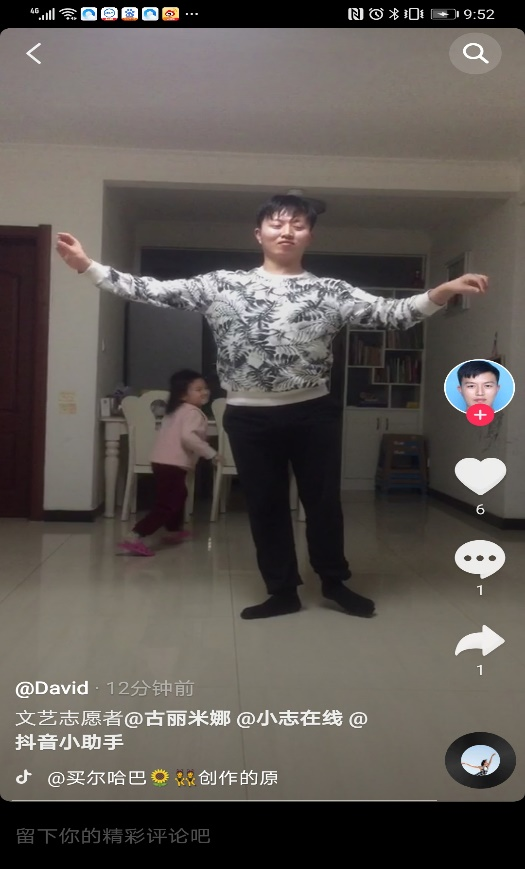 4G
9:52
6
1
1
@David · 12分钟前
文艺志愿者@古丽米娜 @小志在线 @
抖音小助手
@买尔哈巴🌻👯创作的原
留下你的精彩评论吧